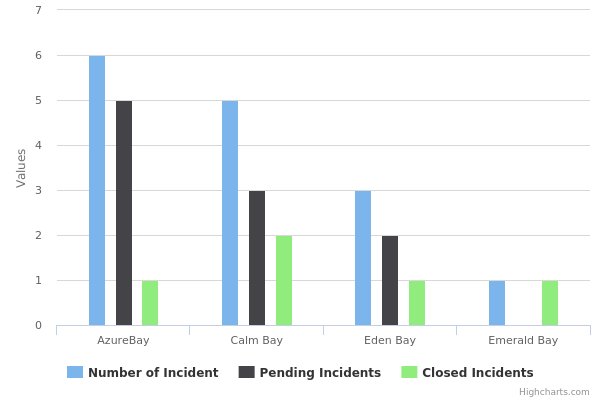 7
6
5
4
3
2
1
0
Values
AzureBay Calm Bay Eden Bay Emerald Bay
Number of Incident Pending Incidents Closed Incidents
Highcharts.com